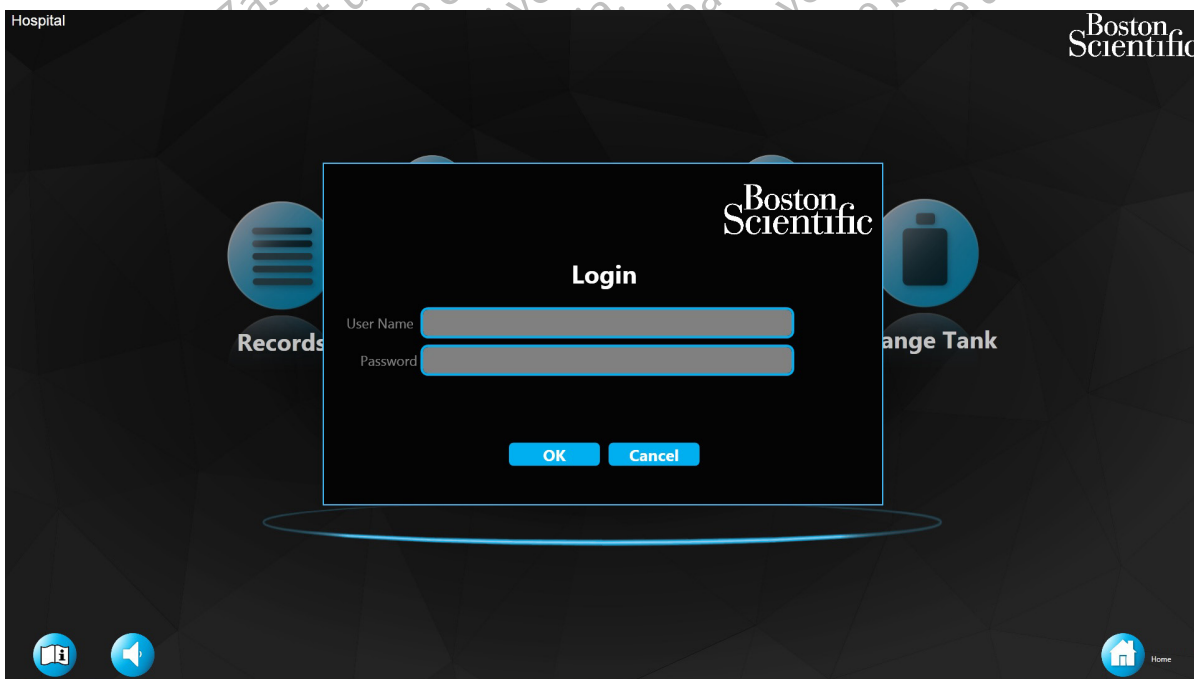 Hospital
Boston
Scientific
Boston
Scientific
Login
User Name
Password
Records
ange Tank
OK
Cancel
Home